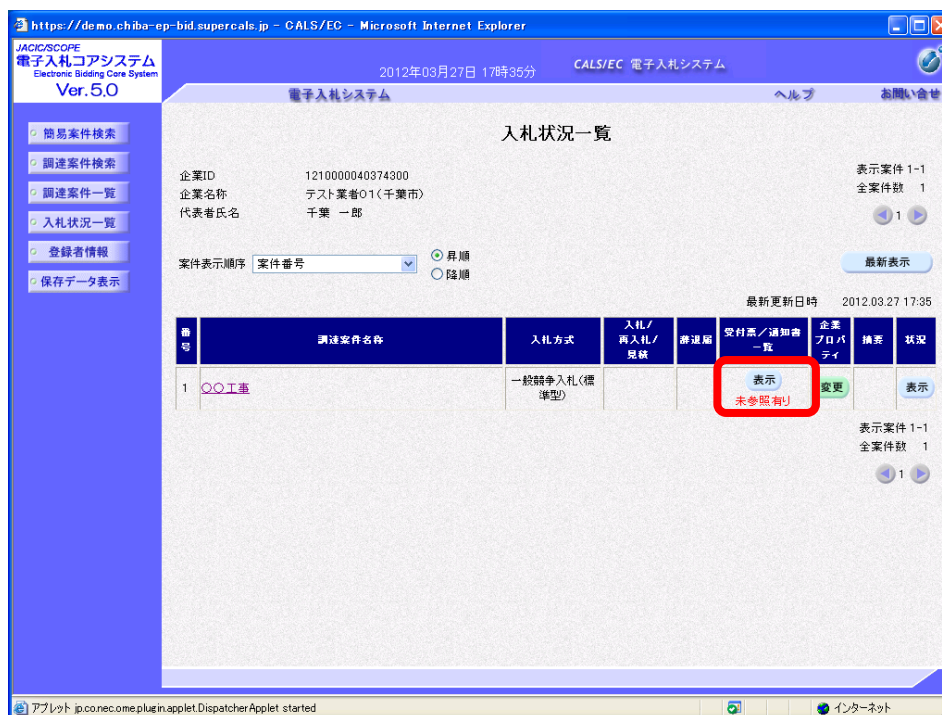 https://demo.chiba-ep-bid.supercals.jp - CALS/EC - Microsoft Internet Explorer
JACIC/SCOPE
電子入札コアシステム
Electronic Bidding Core System
Ver.5.0
2012年03月27日 17時35分
CALS/EC 電子入札システム
電子入札システム
ヘルプ
お問い合せ
簡易案件検索
調達案件検索
調達案件一覧
入札状況一覧
登録者情報
保存データ表示
入札状況一覧
企業ID 1210000040374300
企業名称 テスト業者01(千葉市)
代表者氏名 千葉 一郎
表示案件 1-1
全案件数 1
1
案件表示順序 案件番号
昇順
降順
最新表示
最新更新日時 2012.03.27 17:35
番号 調達案件名称 入札方式 入札/再入札/見積 辞退届 受付票/通知書一覧 企業プロパティ 摘要 状況
1 〇〇工事 一般競争入札(標準型) 表示 変更 表示
未参照有り
表示案件 1-1
全案件数 1
1
アプレット jp.co.nec.ome.plugin.applet.DispatcherApplet started
インターネット